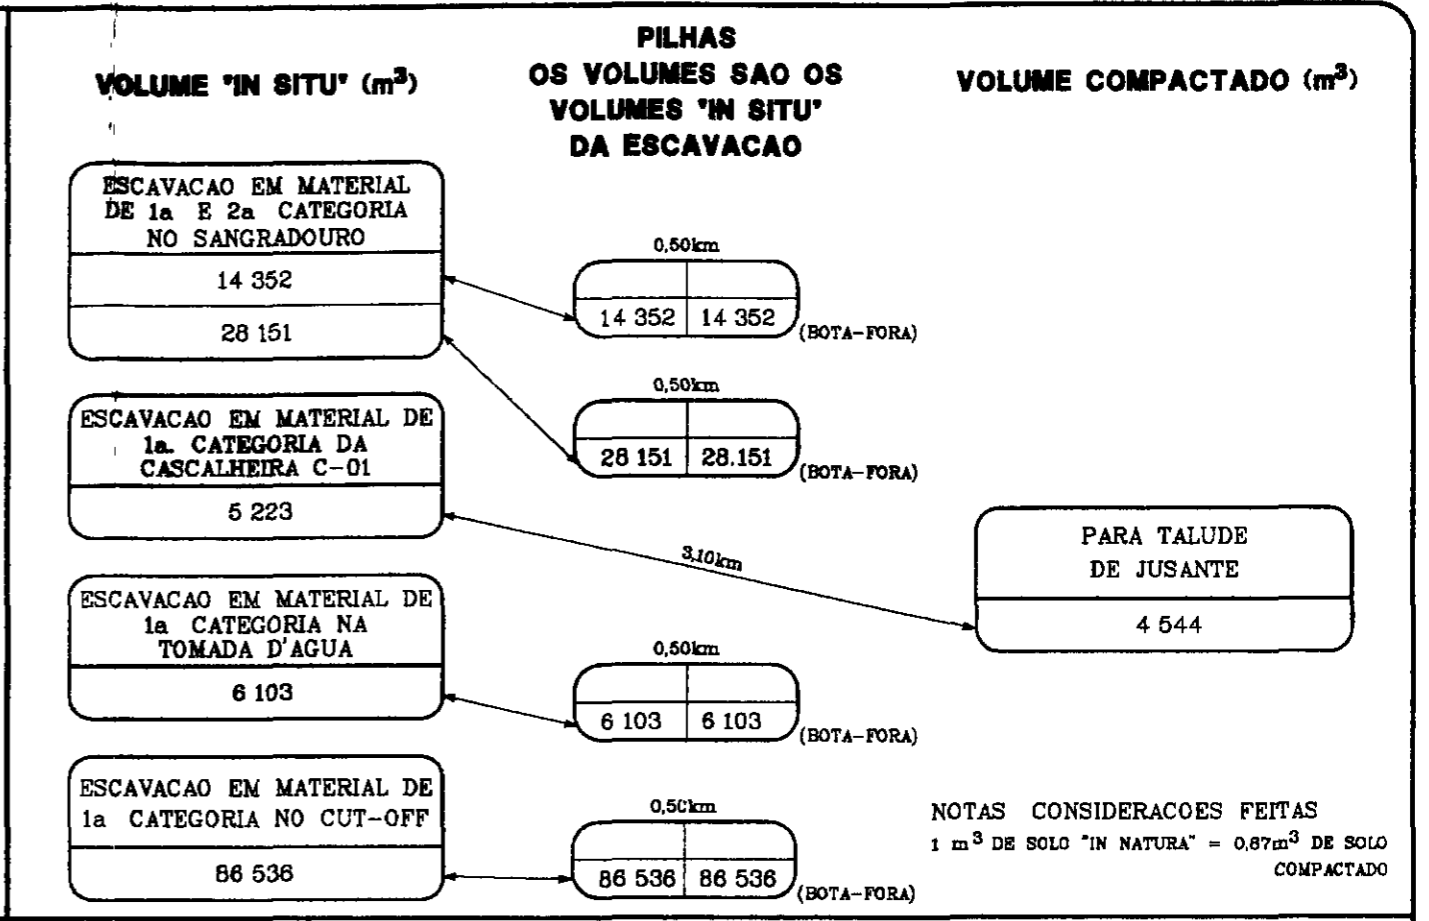 VOLUME "IN SITU" (m³)
PILHAS
OS VOLUMES SAO OS
VOLUMES "IN SITU"
DA ESCAVACAO
VOLUME COMPACTADO (m³)
ESCAVACAO EM MATERIAL
DE 1a E 2a CATEGORIA
NO SANGRADOURO
14 352
28 151
0,50km
14 352 14 352
(BOTA-FORA)
0,50km
28 151 28.151
(BOTA-FORA)
ESCAVACAO EM MATERIAL DE
1a. CATEGORIA DA
CASCALHEIRA C-01
5 223
3,10km
PARA TALUDE
DE JUSANTE
4 544
ESCAVACAO EM MATERIAL DE
1a CATEGORIA NA
TOMADA D'AGUA
6 103
0,50km
6 103 6 103
(BOTA-FORA)
ESCAVACAO EM MATERIAL DE
1a CATEGORIA NO CUT-OFF
86 536
0,50km
86 536 86 536
(BOTA-FORA)
NOTAS CONSIDERACOES FEITAS
1 m³ DE SOLO "IN NATURA" = 0,87m³ DE SOLO
COMPACTADO